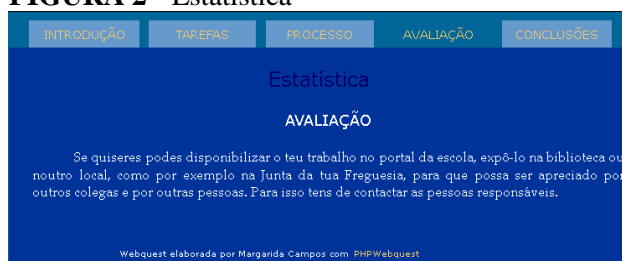 FIGURA 2 - Estatística
INTRODUÇÃO TAREFAS PROCESSO AVALIAÇÃO CONCLUSÕES
Estatística
AVALIAÇÃO
Se quiseres podes disponibilizar o teu trabalho no portal da escola, expô-lo na biblioteca ou
noutro local, como por exemplo na Junta da tua Freguesia, para que possa ser apreciado por
outros colegas e por outras pessoas. Para isso tens de contactar as pessoas responsáveis.
Webquest elaborada por Margarida Campos com PHPWebquest